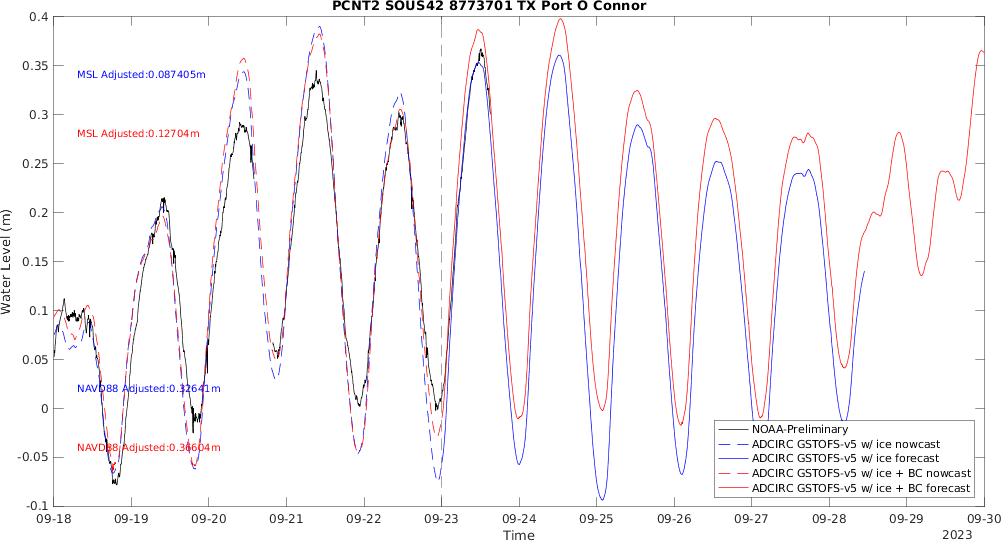 PCNT2 SOUS42 8773701 TX Port O Connor
0.4
0.35
0.3
0.25
0.2
0.15
0.1
0.05
0
-0.05
-0.1
Water Level (m)
MSL Adjusted:0.087405m
MSL Adjusted:0.12704m
NAVD88 Adjusted:0.32641m
NAVD88 Adjusted:0.36604m
NOAA-Preliminary
ADCIRC GSTOFS-v5 w/ ice nowcast
ADCIRC GSTOFS-v5 w/ ice forecast
ADCIRC GSTOFS-v5 w/ ice + BC nowcast
ADCIRC GSTOFS-v5 w/ ice + BC forecast
09-18 09-19 09-20 09-21 09-22 09-23 09-24 09-25 09-26 09-27 09-28 09-29 09-30
Time
2023